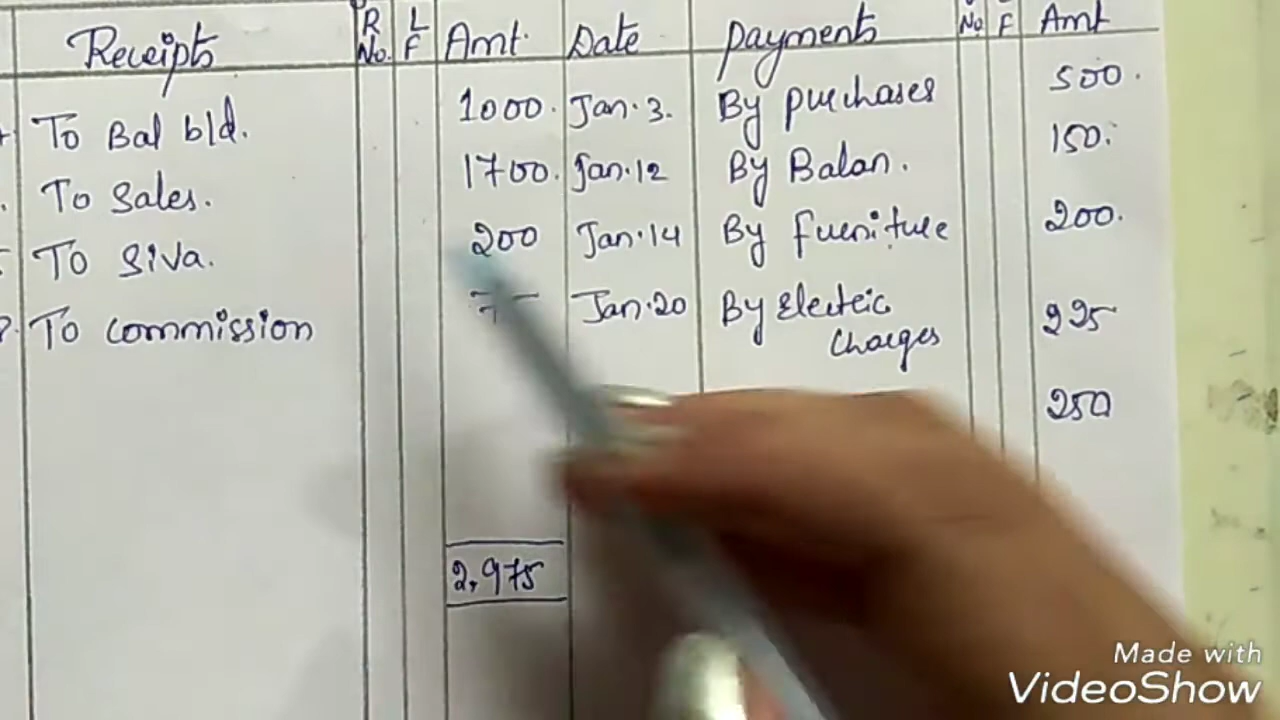 Receipts R No. L F Amt. Date Payments No F Amt
To Bal b/d. 1000. Jan.3. By purchases 500.
To Sales. 1700. Jan.12 By Balan. 150.
To Siva. 200 Jan.14 By furniture 200.
To commission Jan.20 By Electric 225
Charges
250
2,975
Made with
VideoShow